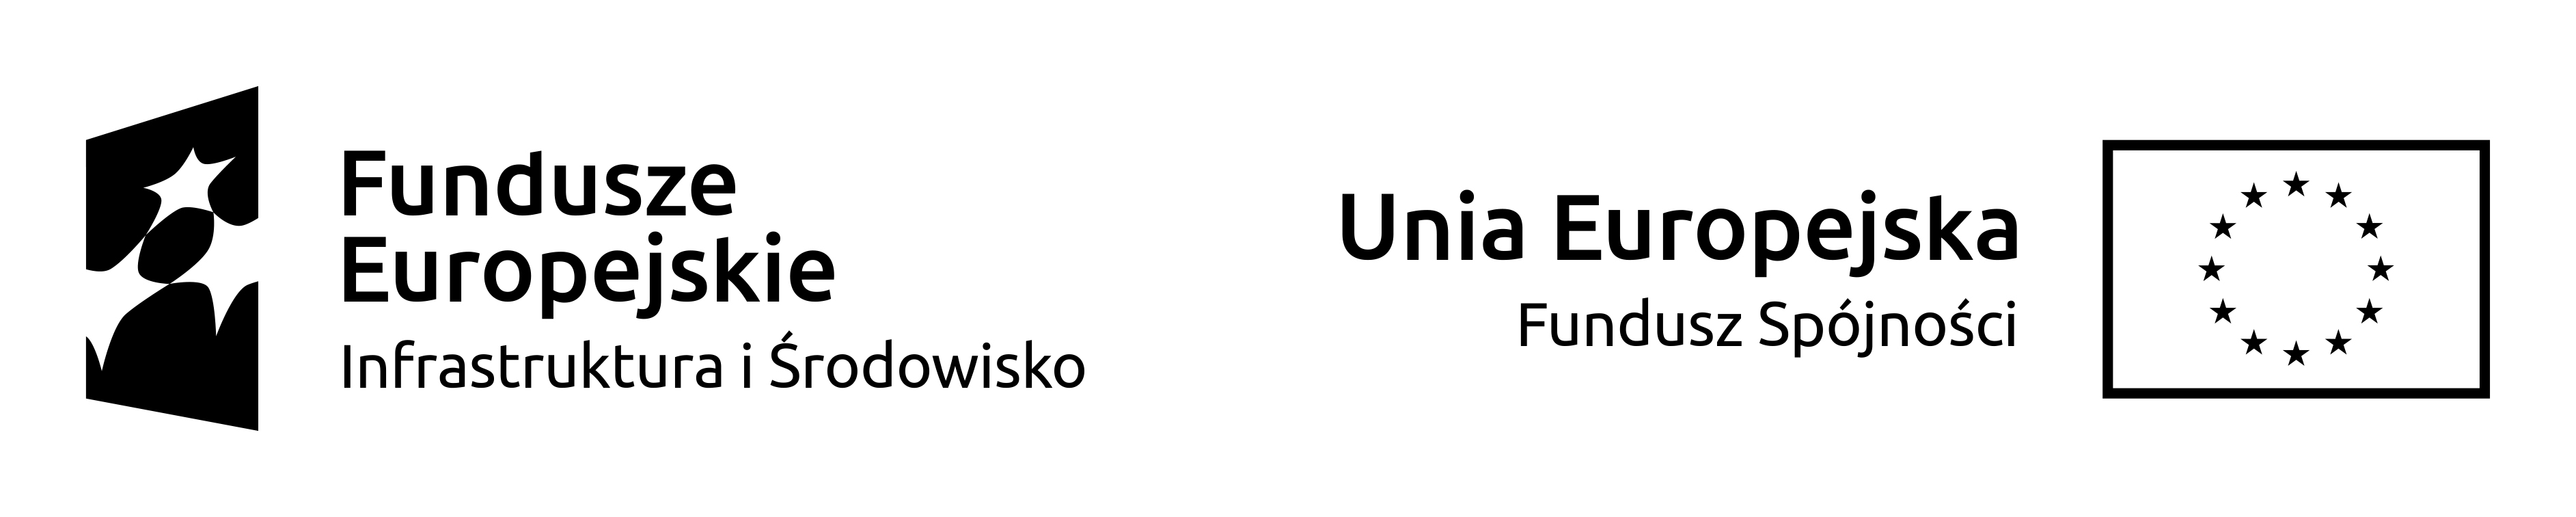 Fundusze
Europejskie
Infrastruktura i Środowisko
Unia Europejska
Fundusz Spójności